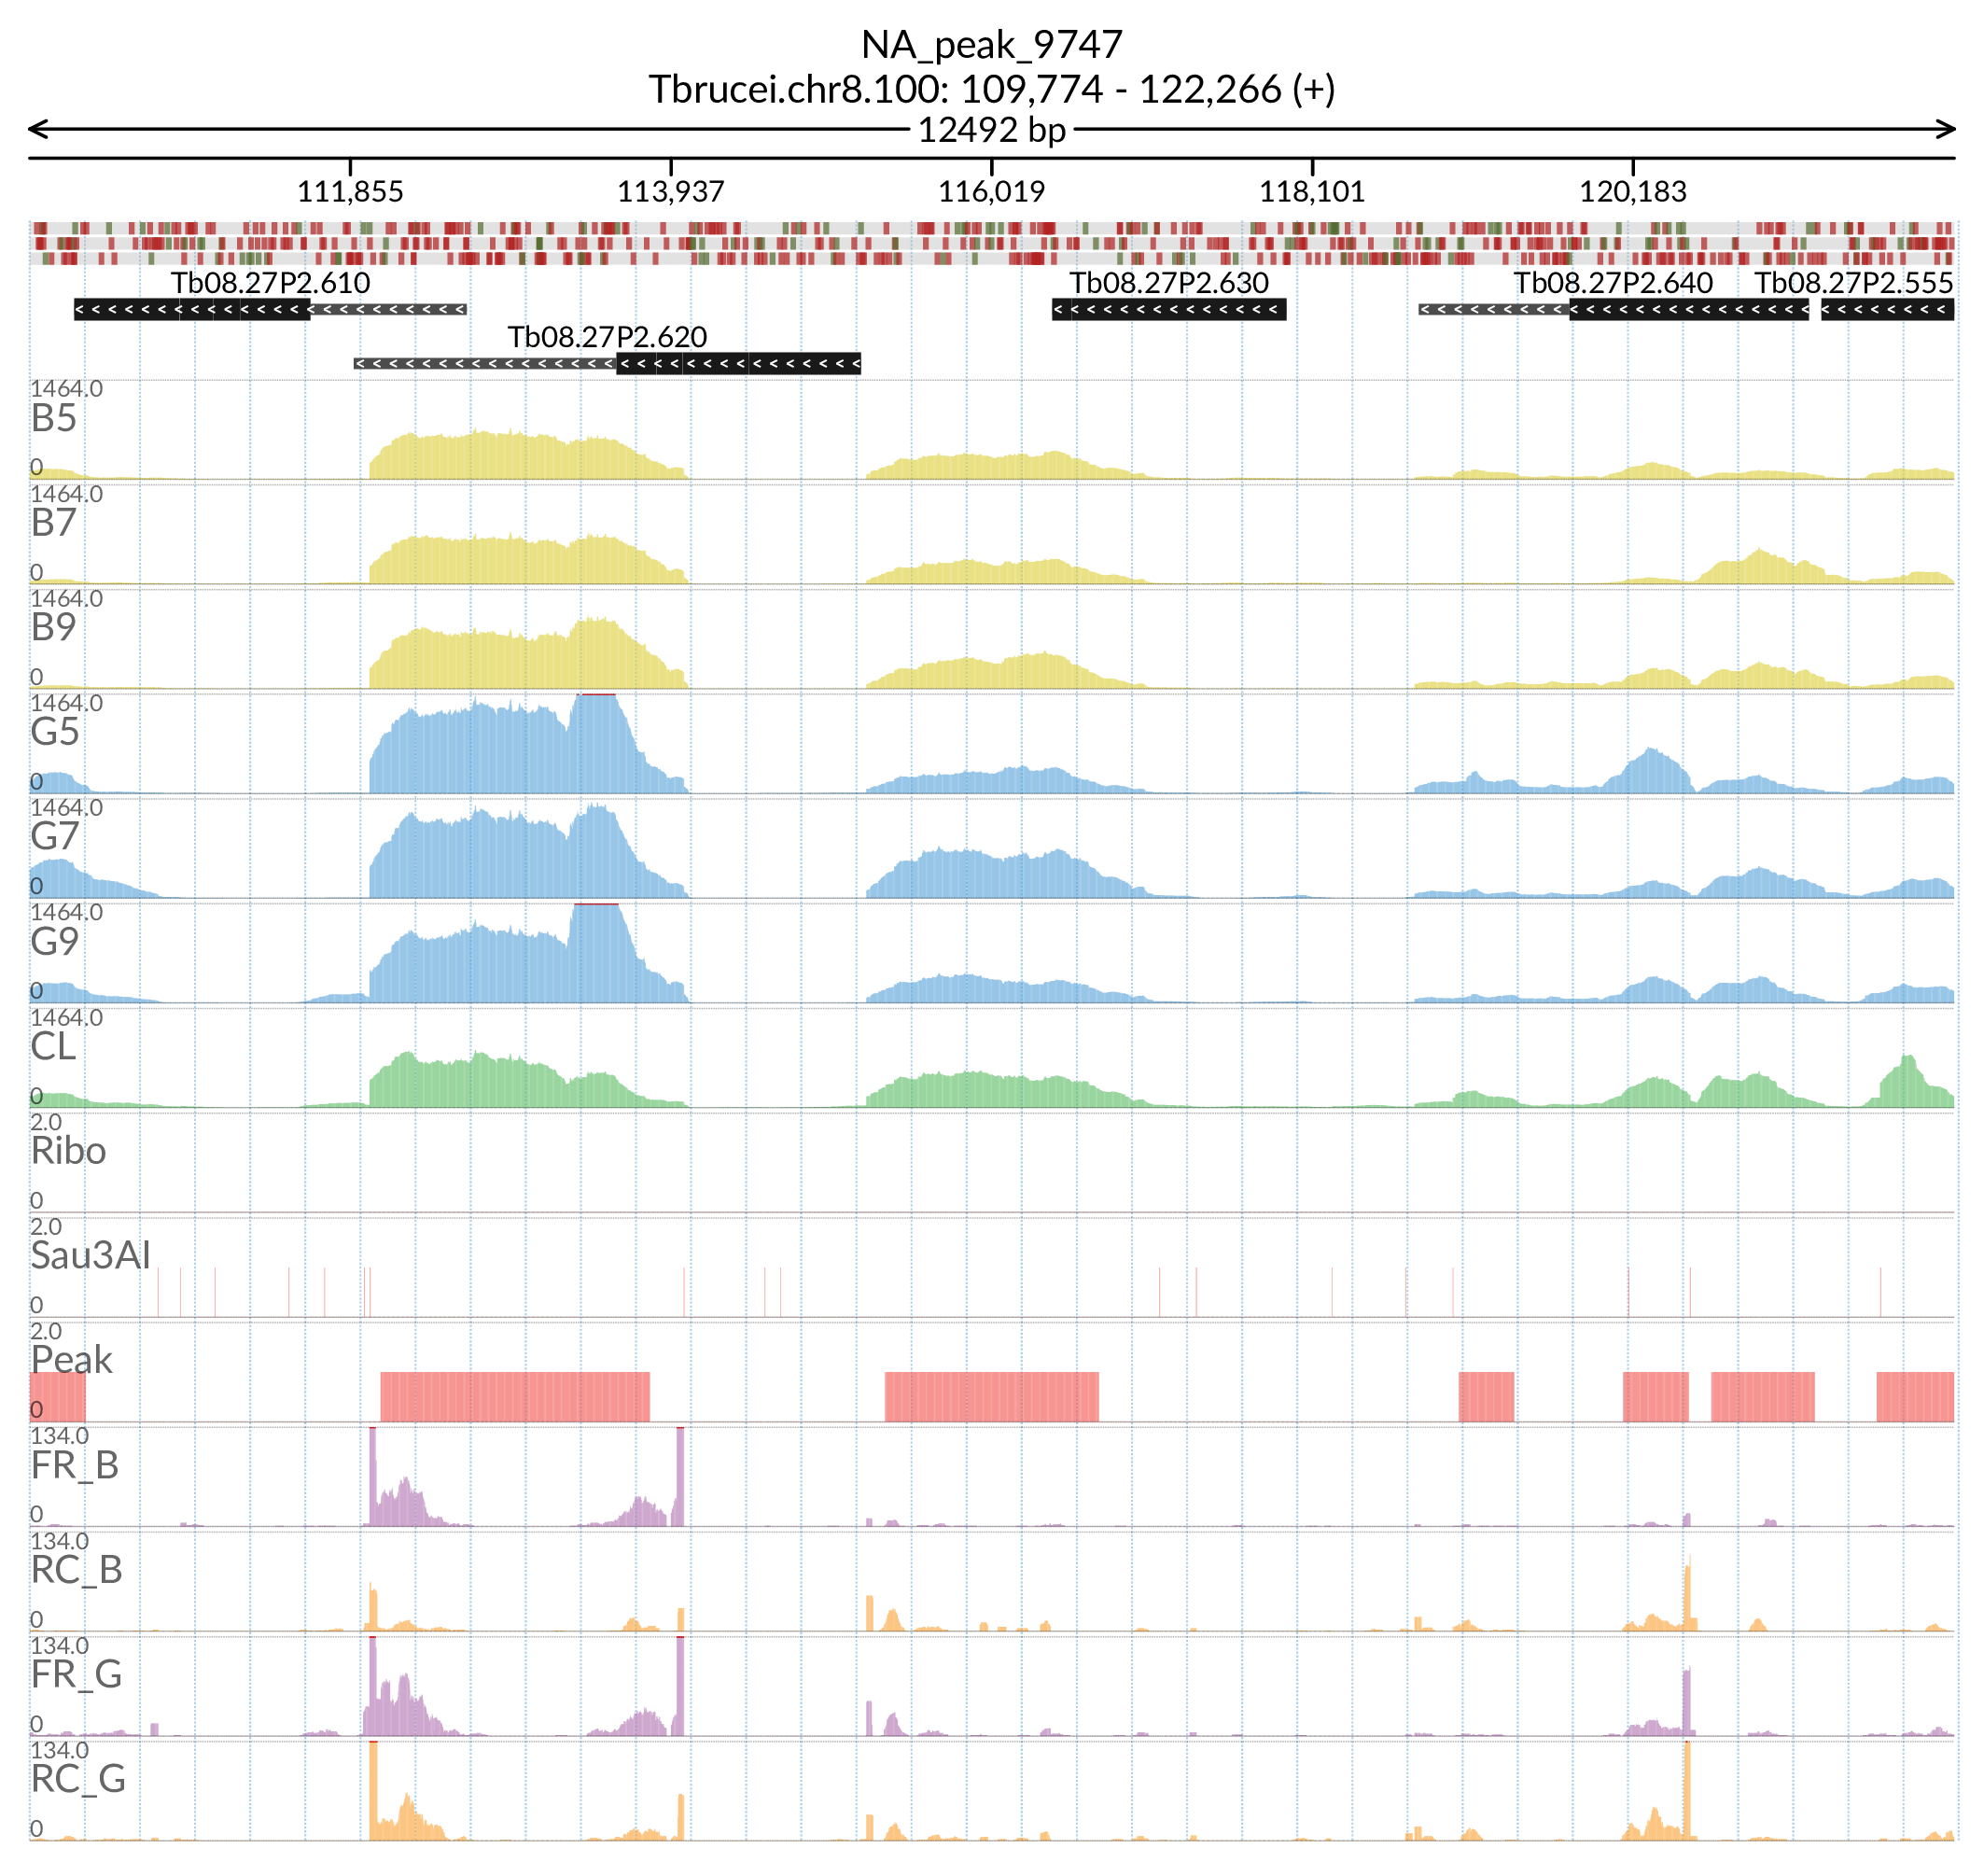 NA_peak_9747
Tbrucei.chr8.100: 109,774 - 122,266 (+)
12492 bp
111,855 113,937 116,019 118,101 120,183
Tb08.27P2.610 Tb08.27P2.630 Tb08.27P2.640 Tb08.27P2.555
Tb08.27P2.620
1464.0
B5
0
1464.0
B7
0
1464.0
B9
0
1464.0
G5
0
1464.0
G7
0
1464.0
G9
0
1464.0
CL
0
2.0
Ribo
0
2.0
Sau3AI
0
2.0
Peak
0
134.0
FR_B
0
134.0
RC_B
0
134.0
FR_G
0
134.0
RC_G
0